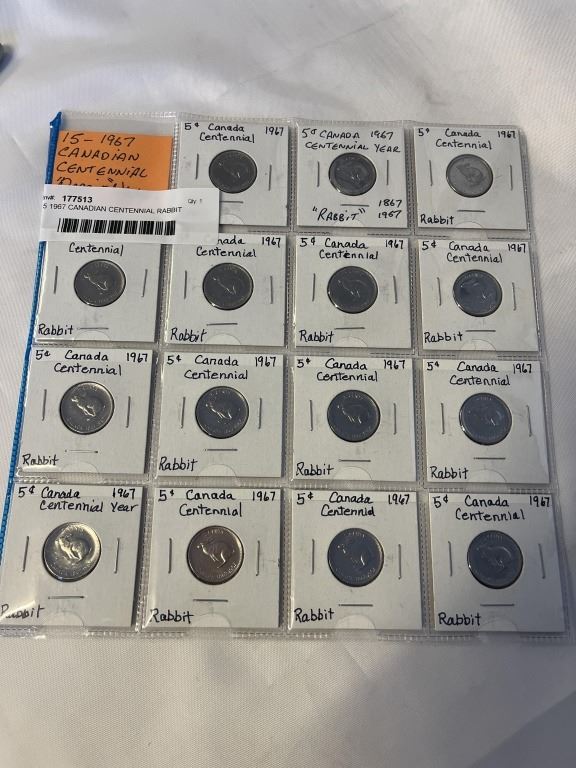 15 - 1967
CANADIAN
CENTENNIAL
177513
Qty. 1
5 1967 CANADIAN CENTENNIAL RABBIT
5¢ Canada 1967
Centennial
5¢ CANADA 1967
CENTENNIAL YEAR
1867
"RABBIT" 1967
5¢ Canada 1967
Centennial
Rabbit
Centennial
Rabbit
1967
Centennial
Rabbit
5¢ Canada 1967
Centennial
Rabbit
5¢ Canada 1967
Centennial
Rabbit
5¢ Canada 1967
Centennial
Rabbit
5¢ Canada 1967
Centennial
Rabbit
5¢ Canada 1967
Centennial
Rabbit
5¢ Canada 1967
Centennial
Rabbit
5¢ Canada 1967
Centennial Year
Rabbit
5¢ Canada 1967
Centennial
Rabbit
5¢ Canada 1967
Centennial
Rabbit
5¢ Canada 1967
Centennial
Rabbit